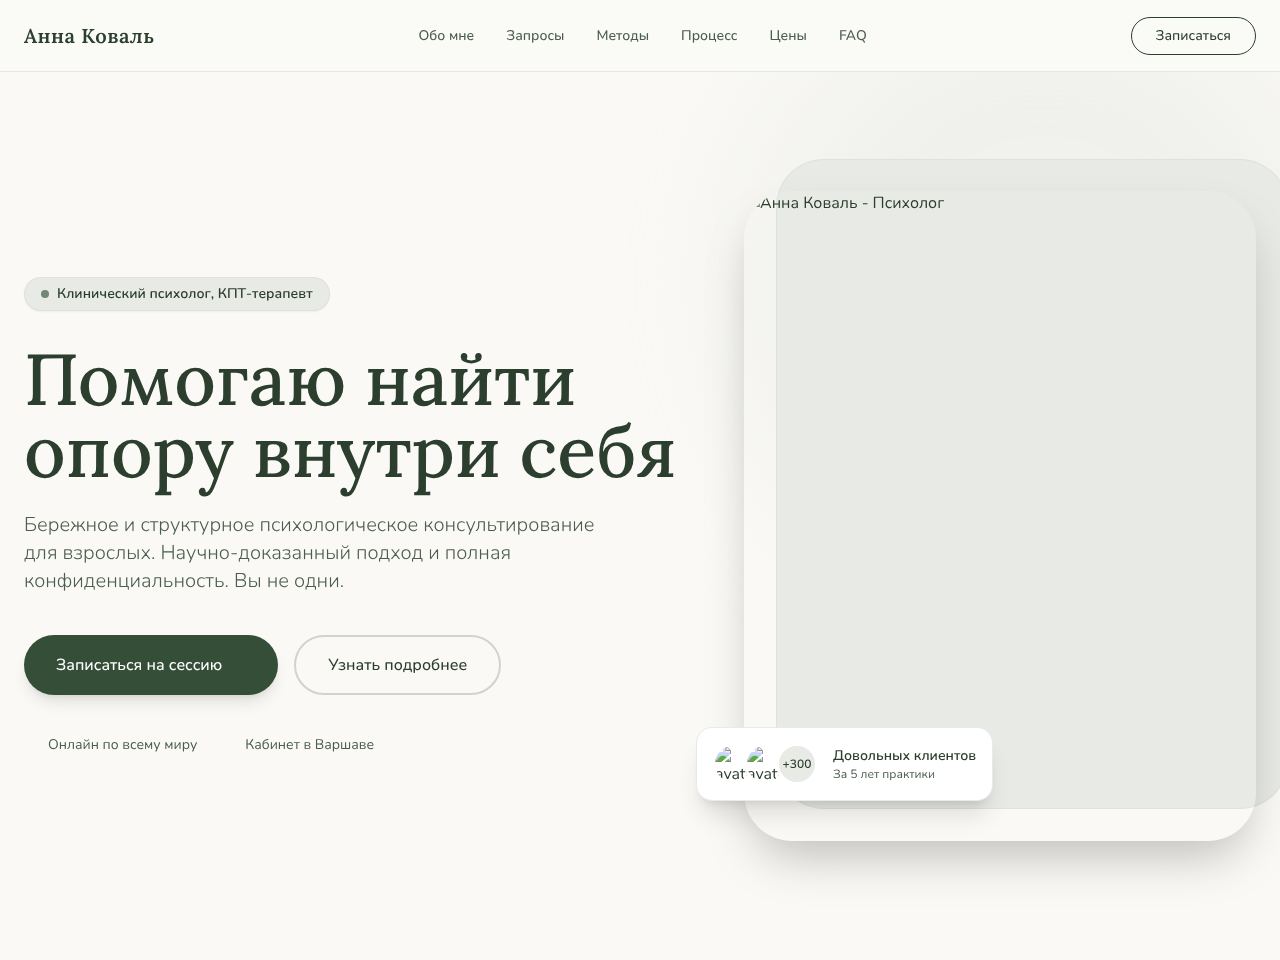 Анна Коваль
Обо мне
Запросы
Методы
Процесс
Цены
FAQ
Записаться
Клинический психолог, КПТ-терапевт
Помогаю найти
опору внутри себя
Бережное и структурное психологическое консультирование
для взрослых. Научно-доказанный подход и полная
конфиденциальность. Вы не одни.
Записаться на сессию
Узнать подробнее
Онлайн по всему миру
Кабинет в Варшаве
Анна Коваль - Психолог
avat
avat
+300
Довольных клиентов
За 5 лет практики